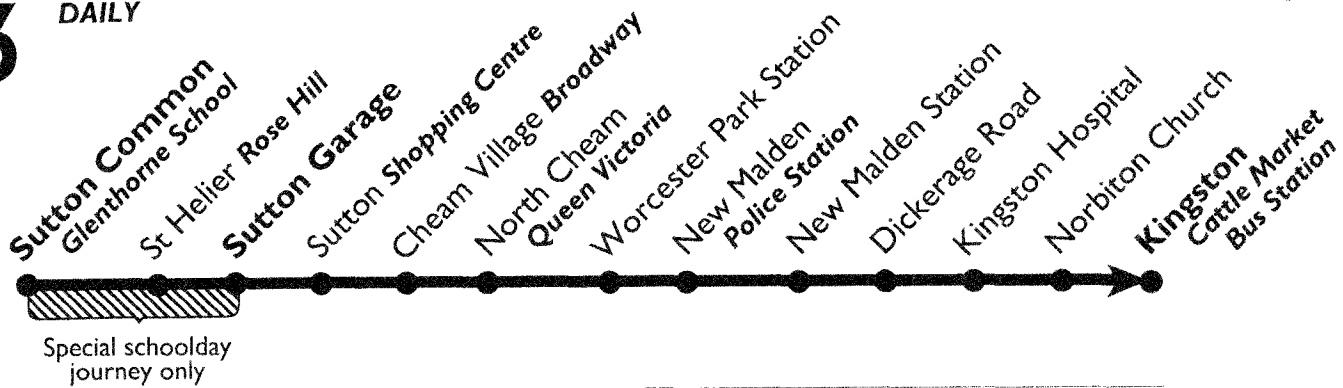 3
DAILY
Sutton Common
Glenthorne School
St Helier Rose Hill
Sutton Garage
Sutton Shopping Centre
Cheam Village Broadway
North Cheam
Queen Victoria
Worcester Park Station
New Malden
Police Station
New Malden Station
Dickerage Road
Kingston Hospital
Norbiton Church
Kingston
Cattle Market
Bus Station
Special schoolday
journey only